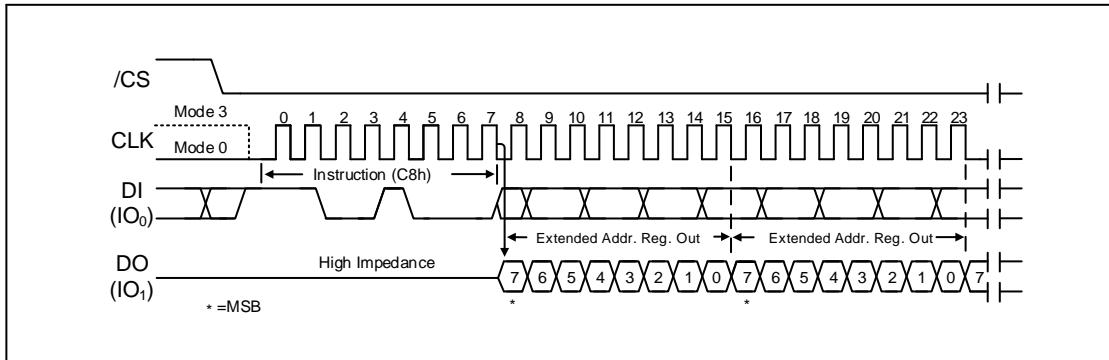 /CS
Mode 3
0 1 2 3 4 5 6 7 8 9 10 11 12 13 14 15 16 17 18 19 20 21 22 23
CLK
Mode 0
Instruction (C8h)
DI
(IO0)
Extended Addr. Reg. Out Extended Addr. Reg. Out
DO
(IO1)
High Impedance
7 6 5 4 3 2 1 0 7 6 5 4 3 2 1 0 7
* *
* =MSB